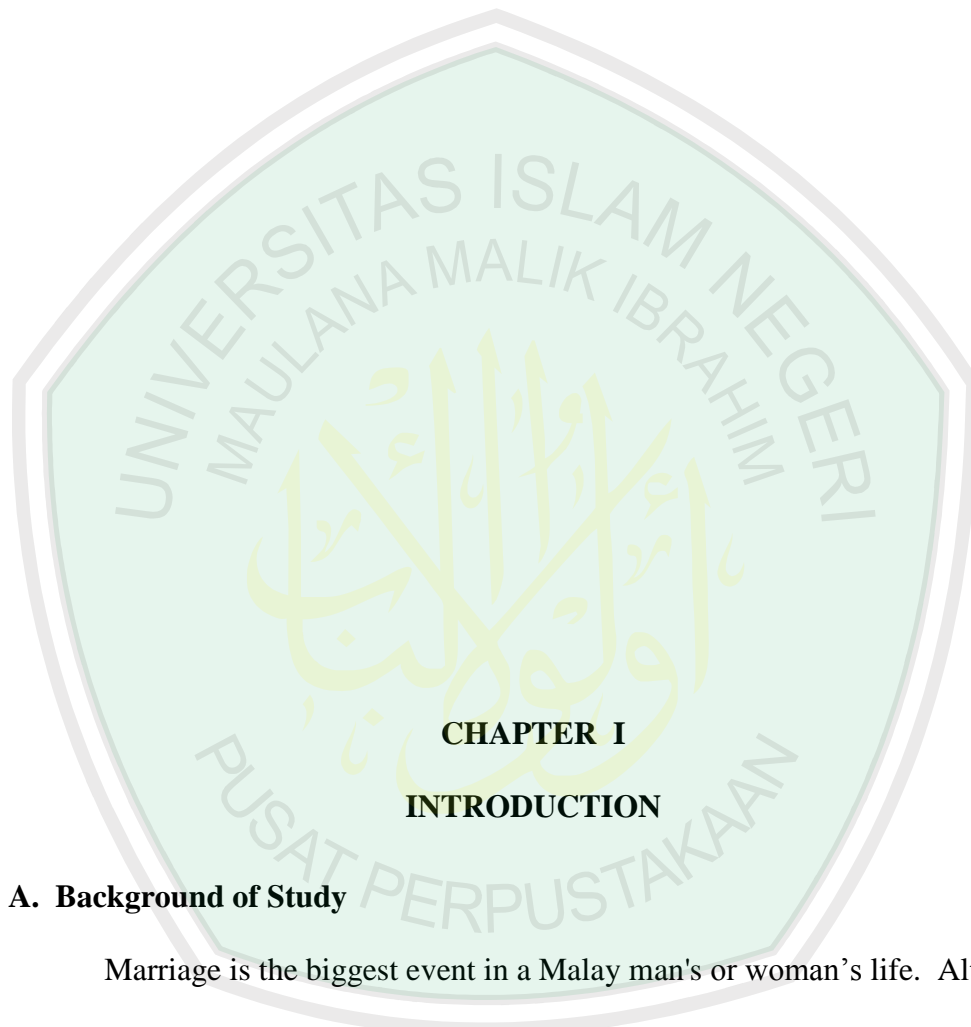 UNIVERSITAS ISLAM NEGERI
MAULANA MALIK IBRAHIM
CHAPTER I
INTRODUCTION
PUSAT PERPUSTAKAAN
A. Background of Study
Marriage is the biggest event in a Malay man's or woman’s life. Al